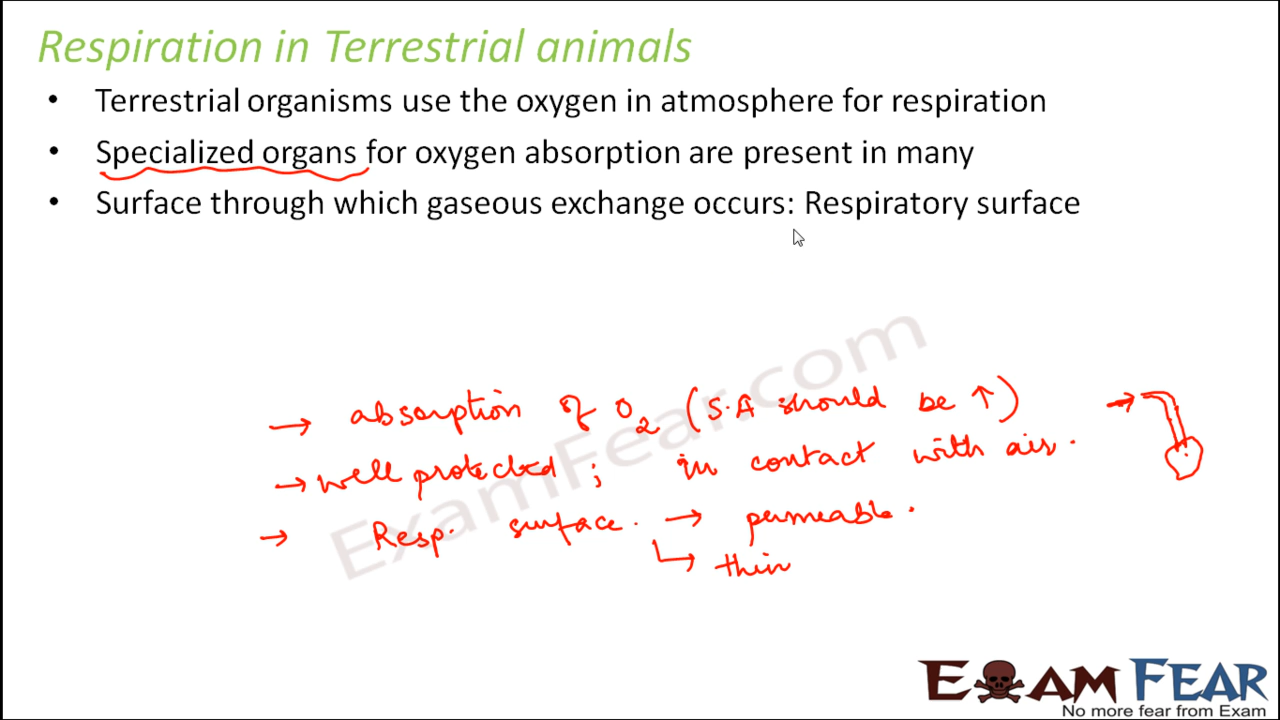 Respiration in Terrestrial animals
• Terrestrial organisms use the oxygen in atmosphere for respiration
• Specialized organs for oxygen absorption are present in many
• Surface through which gaseous exchange occurs: Respiratory surface
→ absorption of O2 (S.A should be ↑)
→ well protected; in contact with air.
→ Resp. surface. → permeable.
↳ thin
ExamFear.com
EXAM FEAR
No more fear from Exam